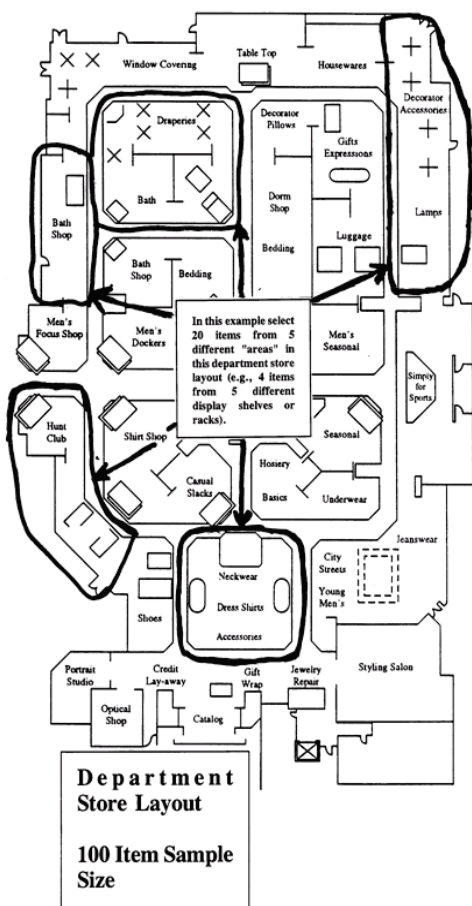 Table Top
Window Covering
Housewares
Draperies
Decorator
Pillows
Gifts
Expressions
Decorator
Accessories
Bath
Dorm
Shop
Lamps
Bath
Shop
Bath
Shop
Bedding
Bedding
Luggage
Men's
Focus Shop
Men's
Dockers
In this example select
20 items from 5
different "areas" in
this department store
layout (e.g., 4 items
from 5 different
display shelves or
racks).
Men's
Seasonal
Simply
for
Sports
Hunt
Club
Shirt Shop
Seasonal
Casual
Slacks
Hosiery
Basics
Underwear
Neckwear
Dress Shirts
Accessories
Shoes
City
Streets
Young
Men's
Jeanswear
Portrait
Studio
Credit
Lay-away
Gift
Wrap
Jewelry
Repair
Styling Salon
Optical
Shop
Catalog
Department
Store Layout
100 Item Sample
Size